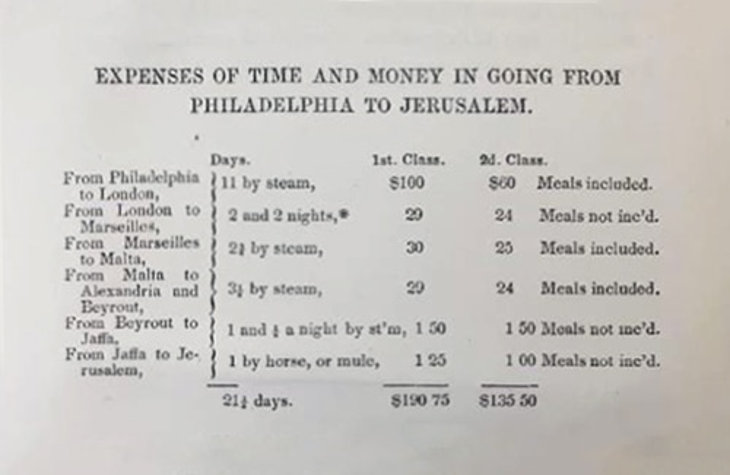 EXPENSES OF TIME AND MONEY IN GOING FROM
PHILADELPHIA TO JERUSALEM.
Days. 1st. Class. 2d. Class.
From Philadelphia
to London, } 11 by steam, $100 $60 Meals included.
From London to
Marseilles, } 2 and 2 nights,* 29 24 Meals not inc'd.
From Marseilles
to Malta, } 2½ by steam, 30 25 Meals included.
From Malta to
Alexandria and } 3½ by steam, 29 24 Meals included.
Beyrout,
From Beyrout to
Jaffa, } 1 and ½ a night by st'm, 1 50 1 50 Meals not inc'd.
From Jaffa to Je-
rusalem, } 1 by horse, or mule, 1 25 1 00 Meals not inc'd.
21½ days. $190 75 $135 50